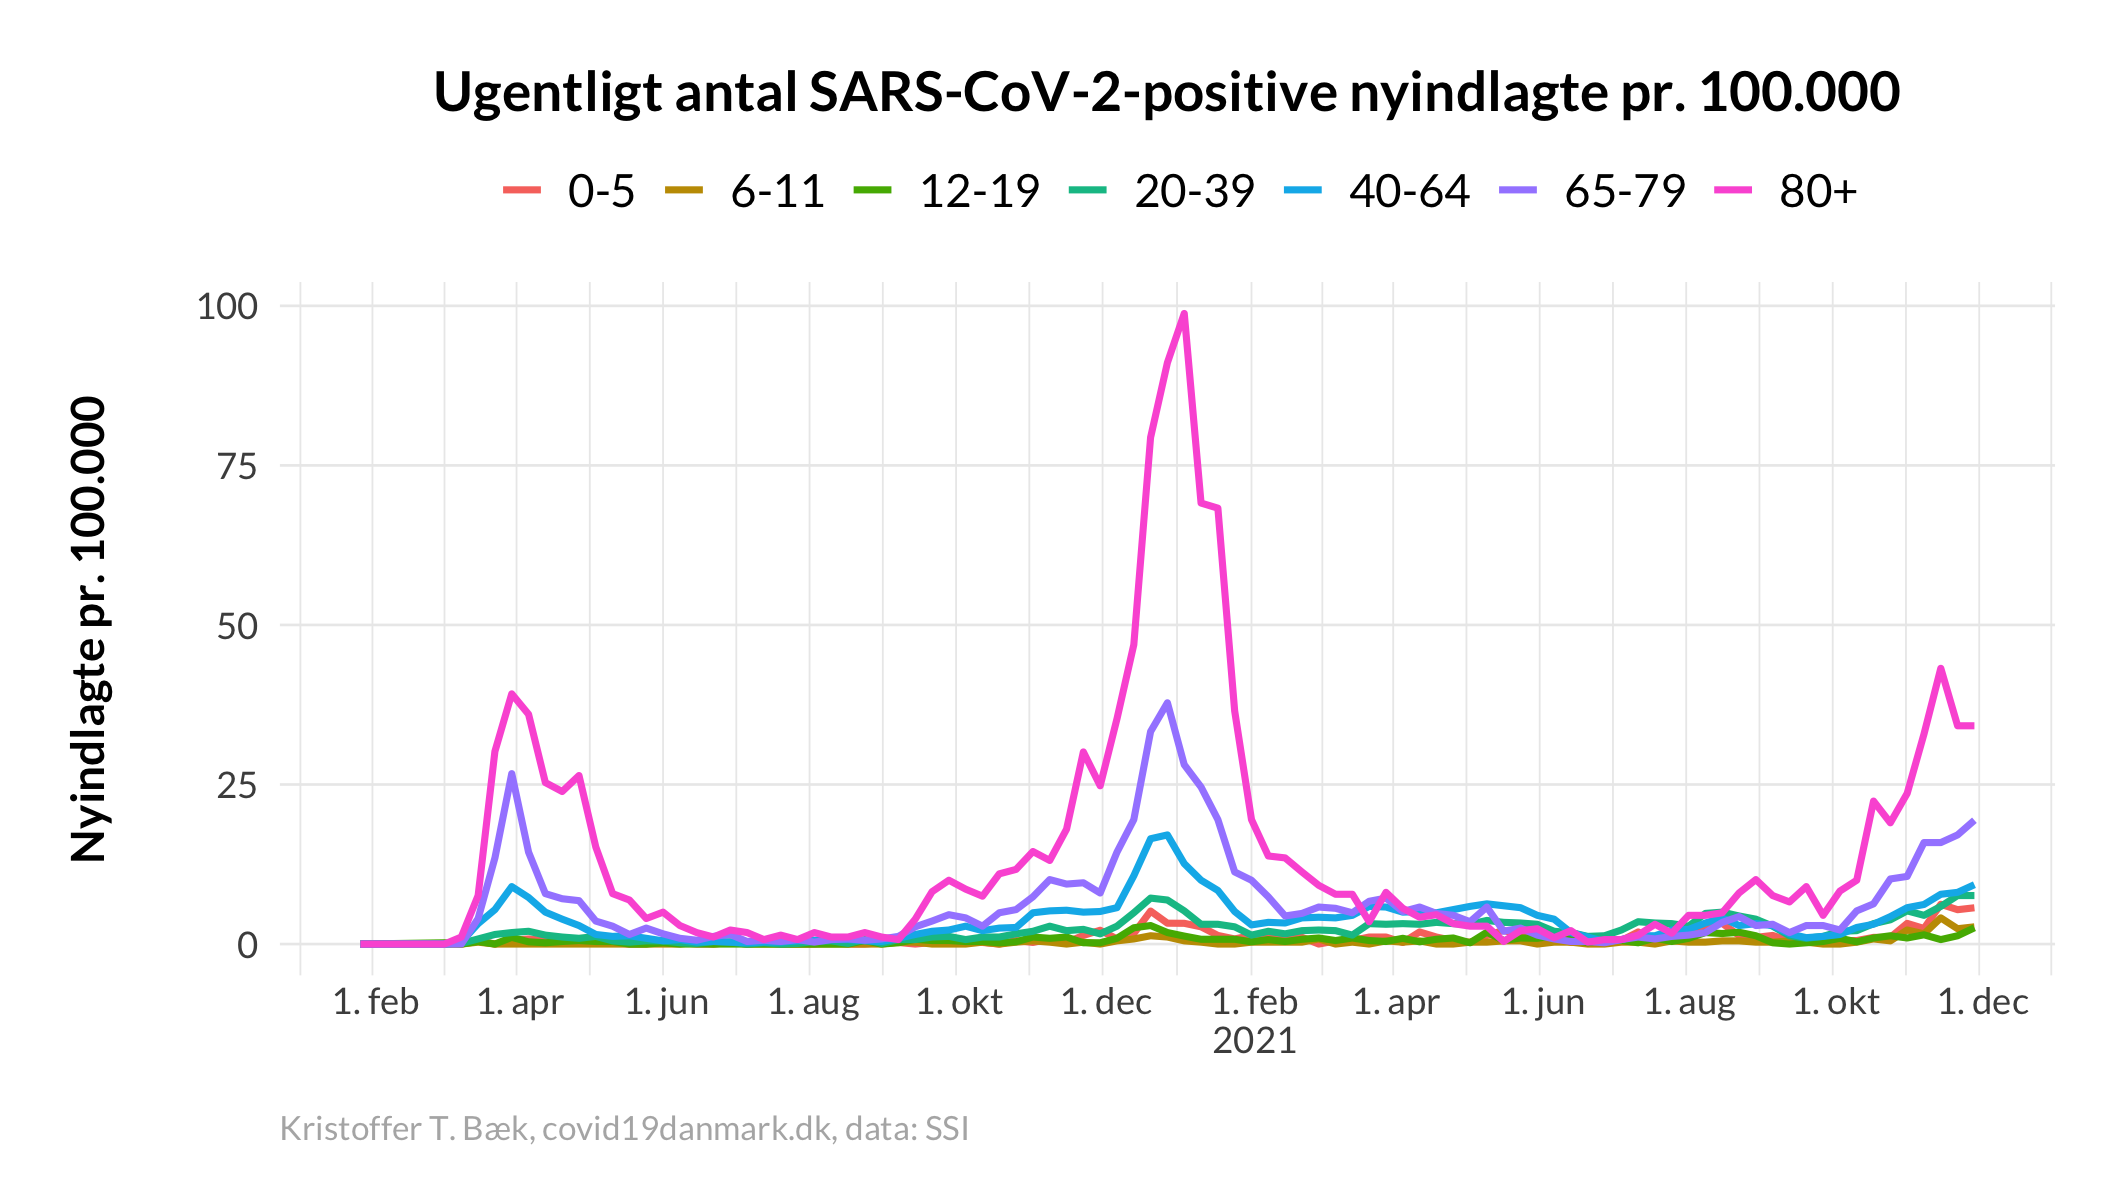 Ugentligt antal SARS-CoV-2-positive nyindlagte pr. 100.000
0-5 6-11 12-19 20-39 40-64 65-79 80+
Nyindlagte pr. 100.000
100
75
50
25
0
1. feb 1. apr 1. jun 1. aug 1. okt 1. dec 1. feb 1. apr 1. jun 1. aug 1. okt 1. dec
2021
Kristoffer T. Bæk, covid19danmark.dk, data: SSI